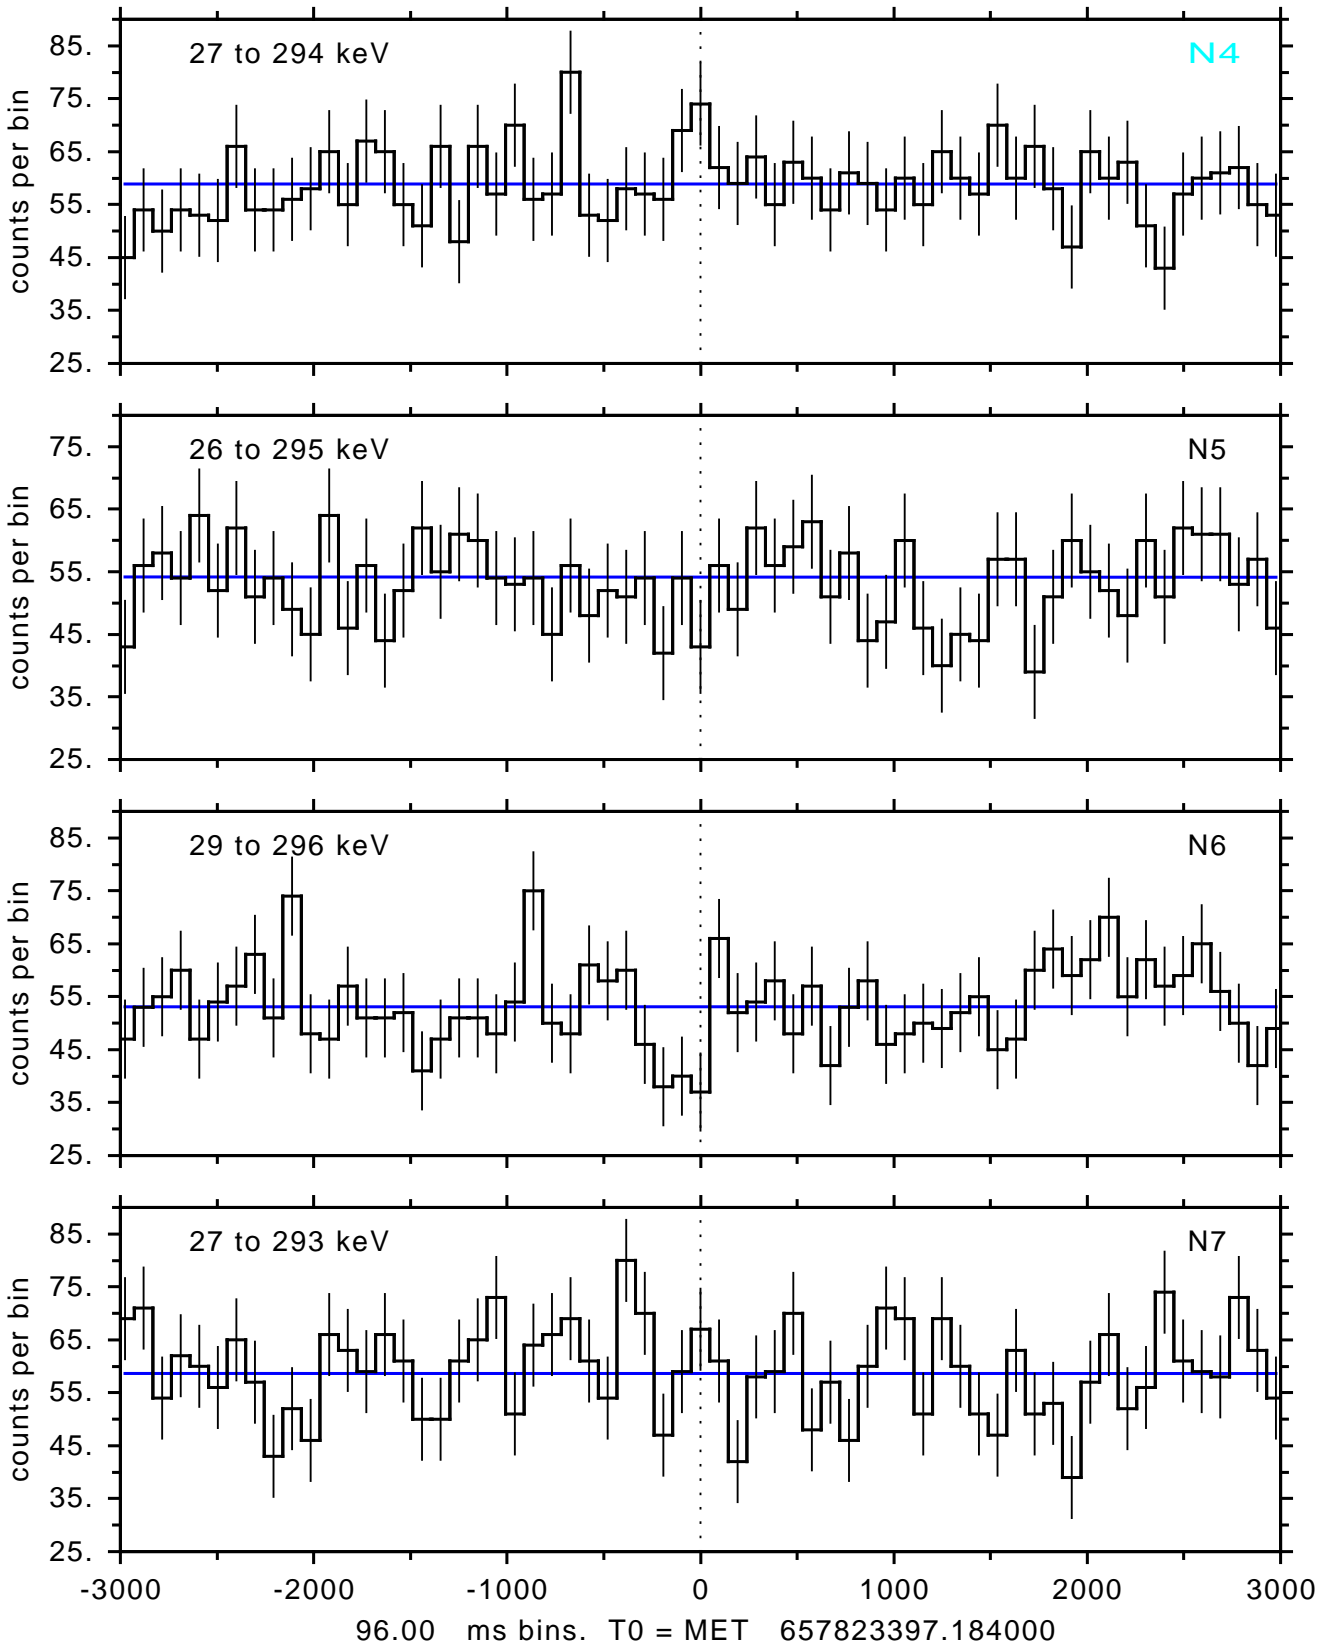 27 to 294 keV
N4
85.
75.
65.
55.
45.
35.
25.
counts per bin
26 to 295 keV
N5
75.
65.
55.
45.
35.
25.
counts per bin
29 to 296 keV
N6
85.
75.
65.
55.
45.
35.
25.
counts per bin
27 to 293 keV
N7
85.
75.
65.
55.
45.
35.
25.
counts per bin
-3000 -2000 -1000 0 1000 2000 3000
96.00 ms bins. T0 = MET 657823397.184000